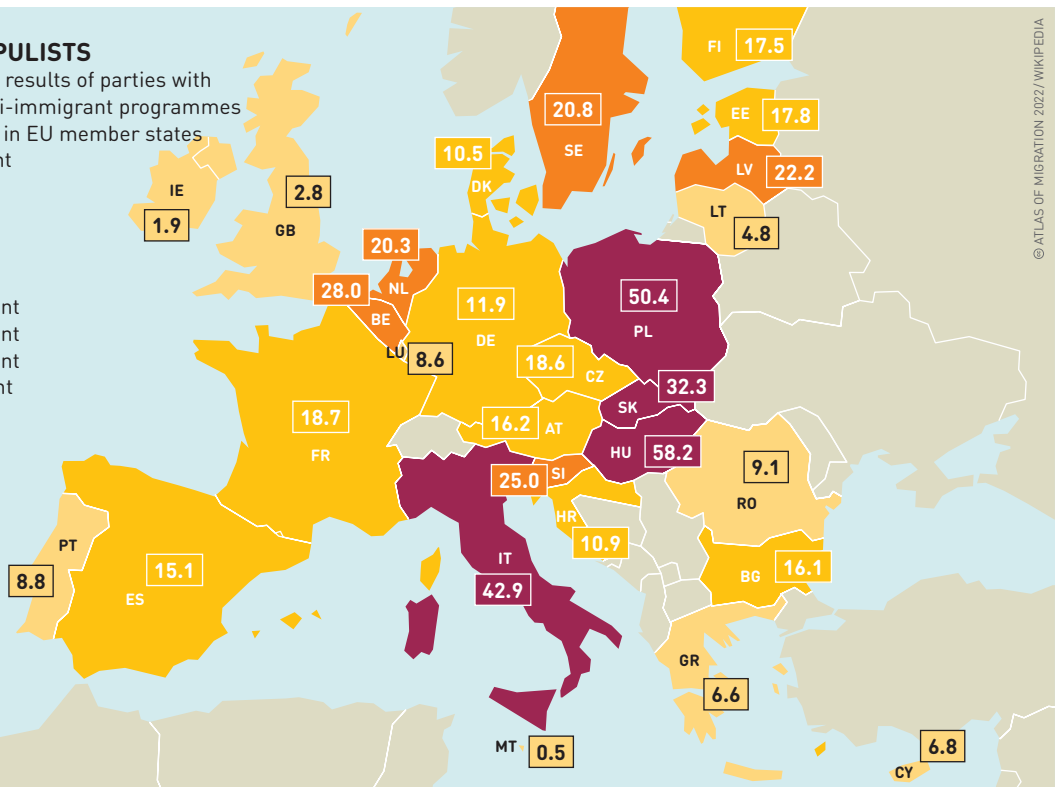 PULISTS
results of parties with
i-immigrant programmes
in EU member states
nt
nt
nt
nt
nt
FI 17.5
20.8
SE
EE 17.8
10.5
DK
LV 22.2
IE
1.9
2.8
GB
LT
4.8
20.3
NL
28.0
BE
LU 8.6
11.9
DE
50.4
PL
18.6
CZ
32.3
SK
18.7
FR
16.2 AT
HU 58.2
25.0 SI
9.1
RO
HR
10.9
PT
8.8
15.1
ES
IT
42.9
BG 16.1
GR
6.6
MT 0.5
6.8
CY
© ATLAS OF MIGRATION 2022/WIKIPEDIA